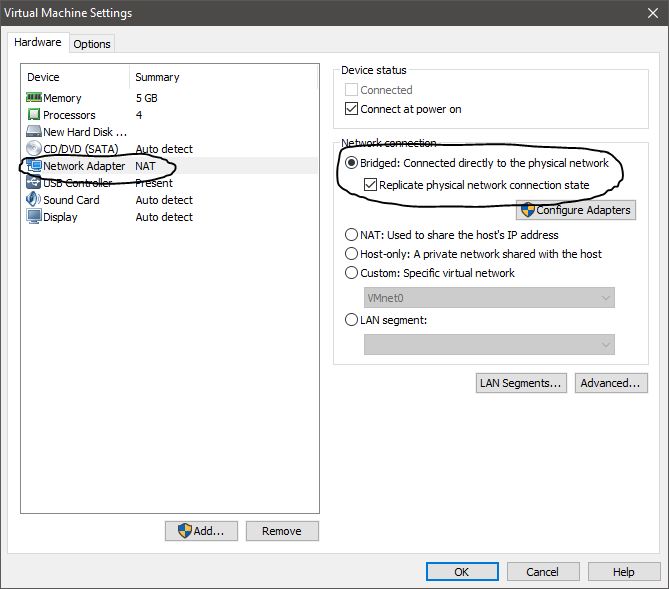 Virtual Machine Settings
Hardware Options
Device Summary
Memory 5 GB
Processors 4
New Hard Disk ...
CD/DVD (SATA) Auto detect
Network Adapter NAT
USB Controller Present
Sound Card Auto detect
Display Auto detect
Add...
Remove
Device status
Connected
Connect at power on
Network connection
Bridged: Connected directly to the physical network
Replicate physical network connection state
Configure Adapters
NAT: Used to share the host's IP address
Host-only: A private network shared with the host
Custom: Specific virtual network
VMnet0
LAN segment:
LAN Segments... Advanced...
OK Cancel Help